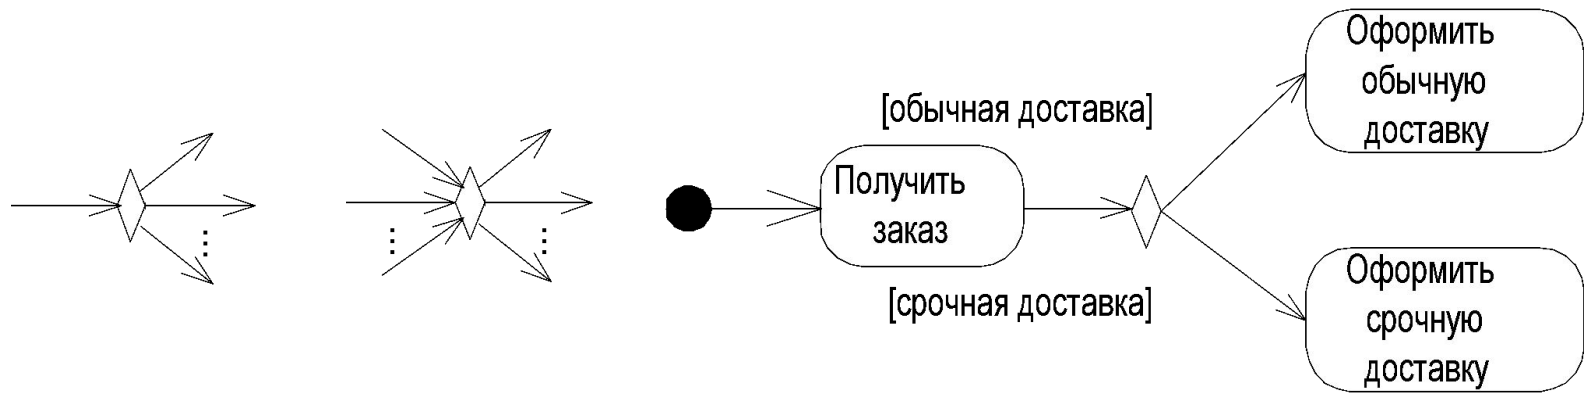 [обычная доставка]
Получить
заказ
[срочная доставка]
Оформить
обычную
доставку
Оформить
срочную
доставку